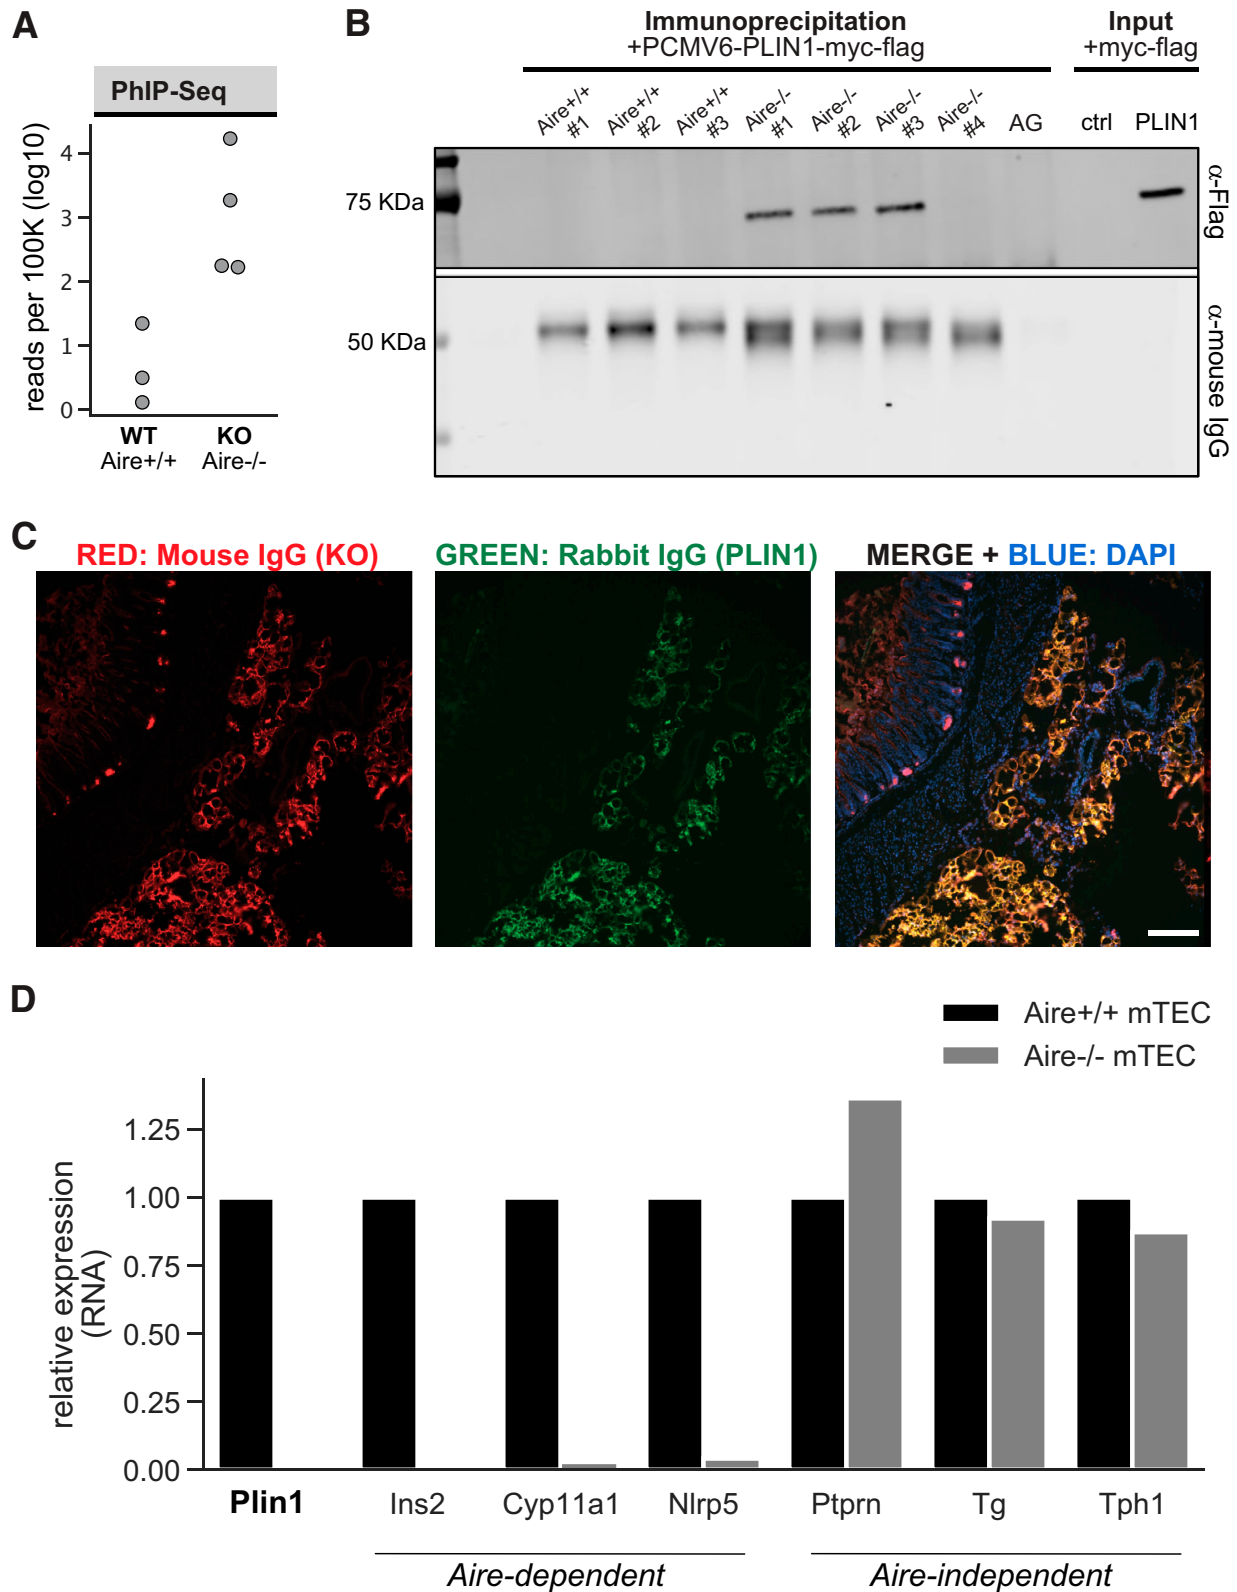 A
PhIP-Seq
reads per 100K (log10)
4
3
2
1
0
WT
Aire+/+
KO
Aire-/-
B
Immunoprecipitation
+PCMV6-PLIN1-myc-flag
Input
+myc-flag
Aire+/+
#1
Aire+/+
#2
Aire+/+
#3
Aire-/-
#1
Aire-/-
#2
Aire-/-
#3
Aire-/-
#4
AG
ctrl
PLIN1
75 KDa
α-Flag
50 KDa
α-mouse IgG
C
RED: Mouse IgG (KO)
GREEN: Rabbit IgG (PLIN1)
MERGE + BLUE: DAPI
D
Aire+/+ mTEC
Aire-/- mTEC
relative expression
(RNA)
1.25
1.00
0.75
0.50
0.25
0.00
Plin1
Ins2
Cyp11a1
Nlrp5
Ptprn
Tg
Tph1
Aire-dependent
Aire-independent